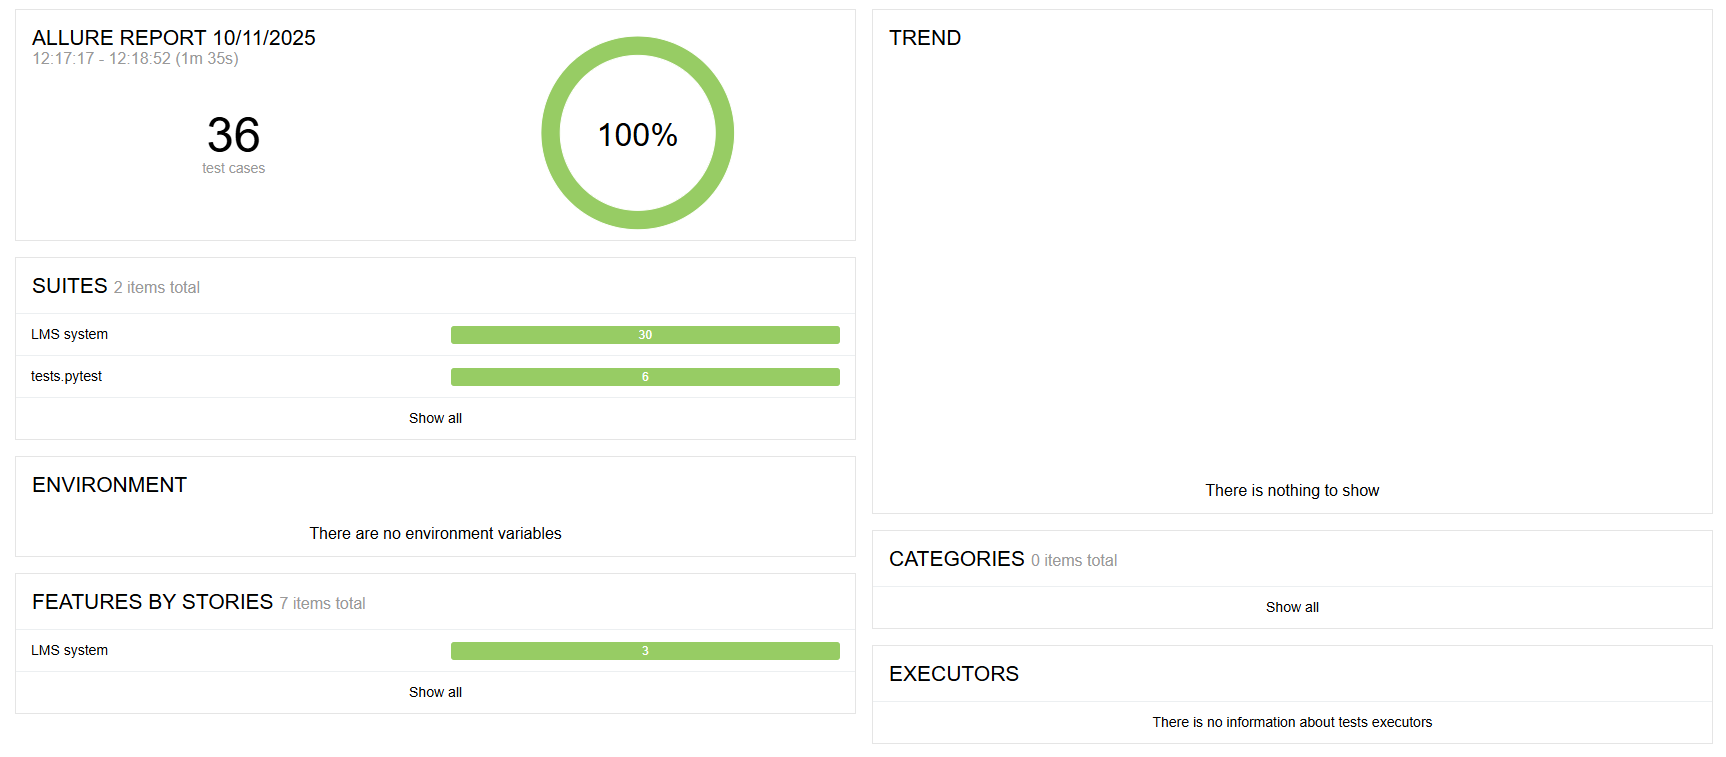 ALLURE REPORT 10/11/2025
12:17:17 - 12:18:52 (1m 35s)
36
test cases
100%
SUITES 2 items total
LMS system 30
tests.pytest 6
Show all
ENVIRONMENT
There are no environment variables
FEATURES BY STORIES 7 items total
LMS system 3
Show all
TREND
There is nothing to show
CATEGORIES 0 items total
Show all
EXECUTORS
There is no information about tests executors